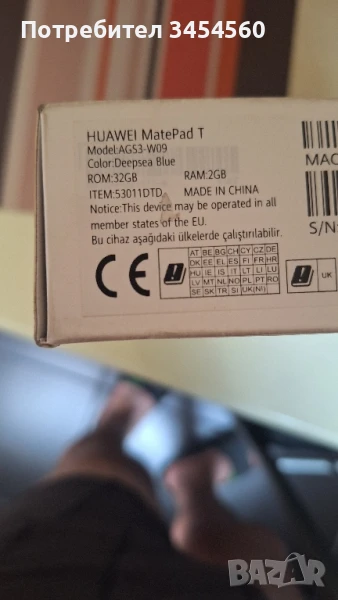 Потребител 3454560
HUAWEI MatePad T
Model:AGS3-W09
Color:Deepsea Blue
ROM:32GB RAM:2GB
ITEM:53011DTD MADE IN CHINA
Notice:This device may be operated in all
member states of the EU.
Bu cihaz aşağıdaki ülkelerde çalıştırılabilir.
MAC
S/N:
CE
AT BE BG CH CY CZ DE
DK EE EL ES FI FR HR
HU IE IS IT LT LI LU
LV MT NL NO PL PT RO
SE SK TR SI UK(NI)
UK
BAZAR